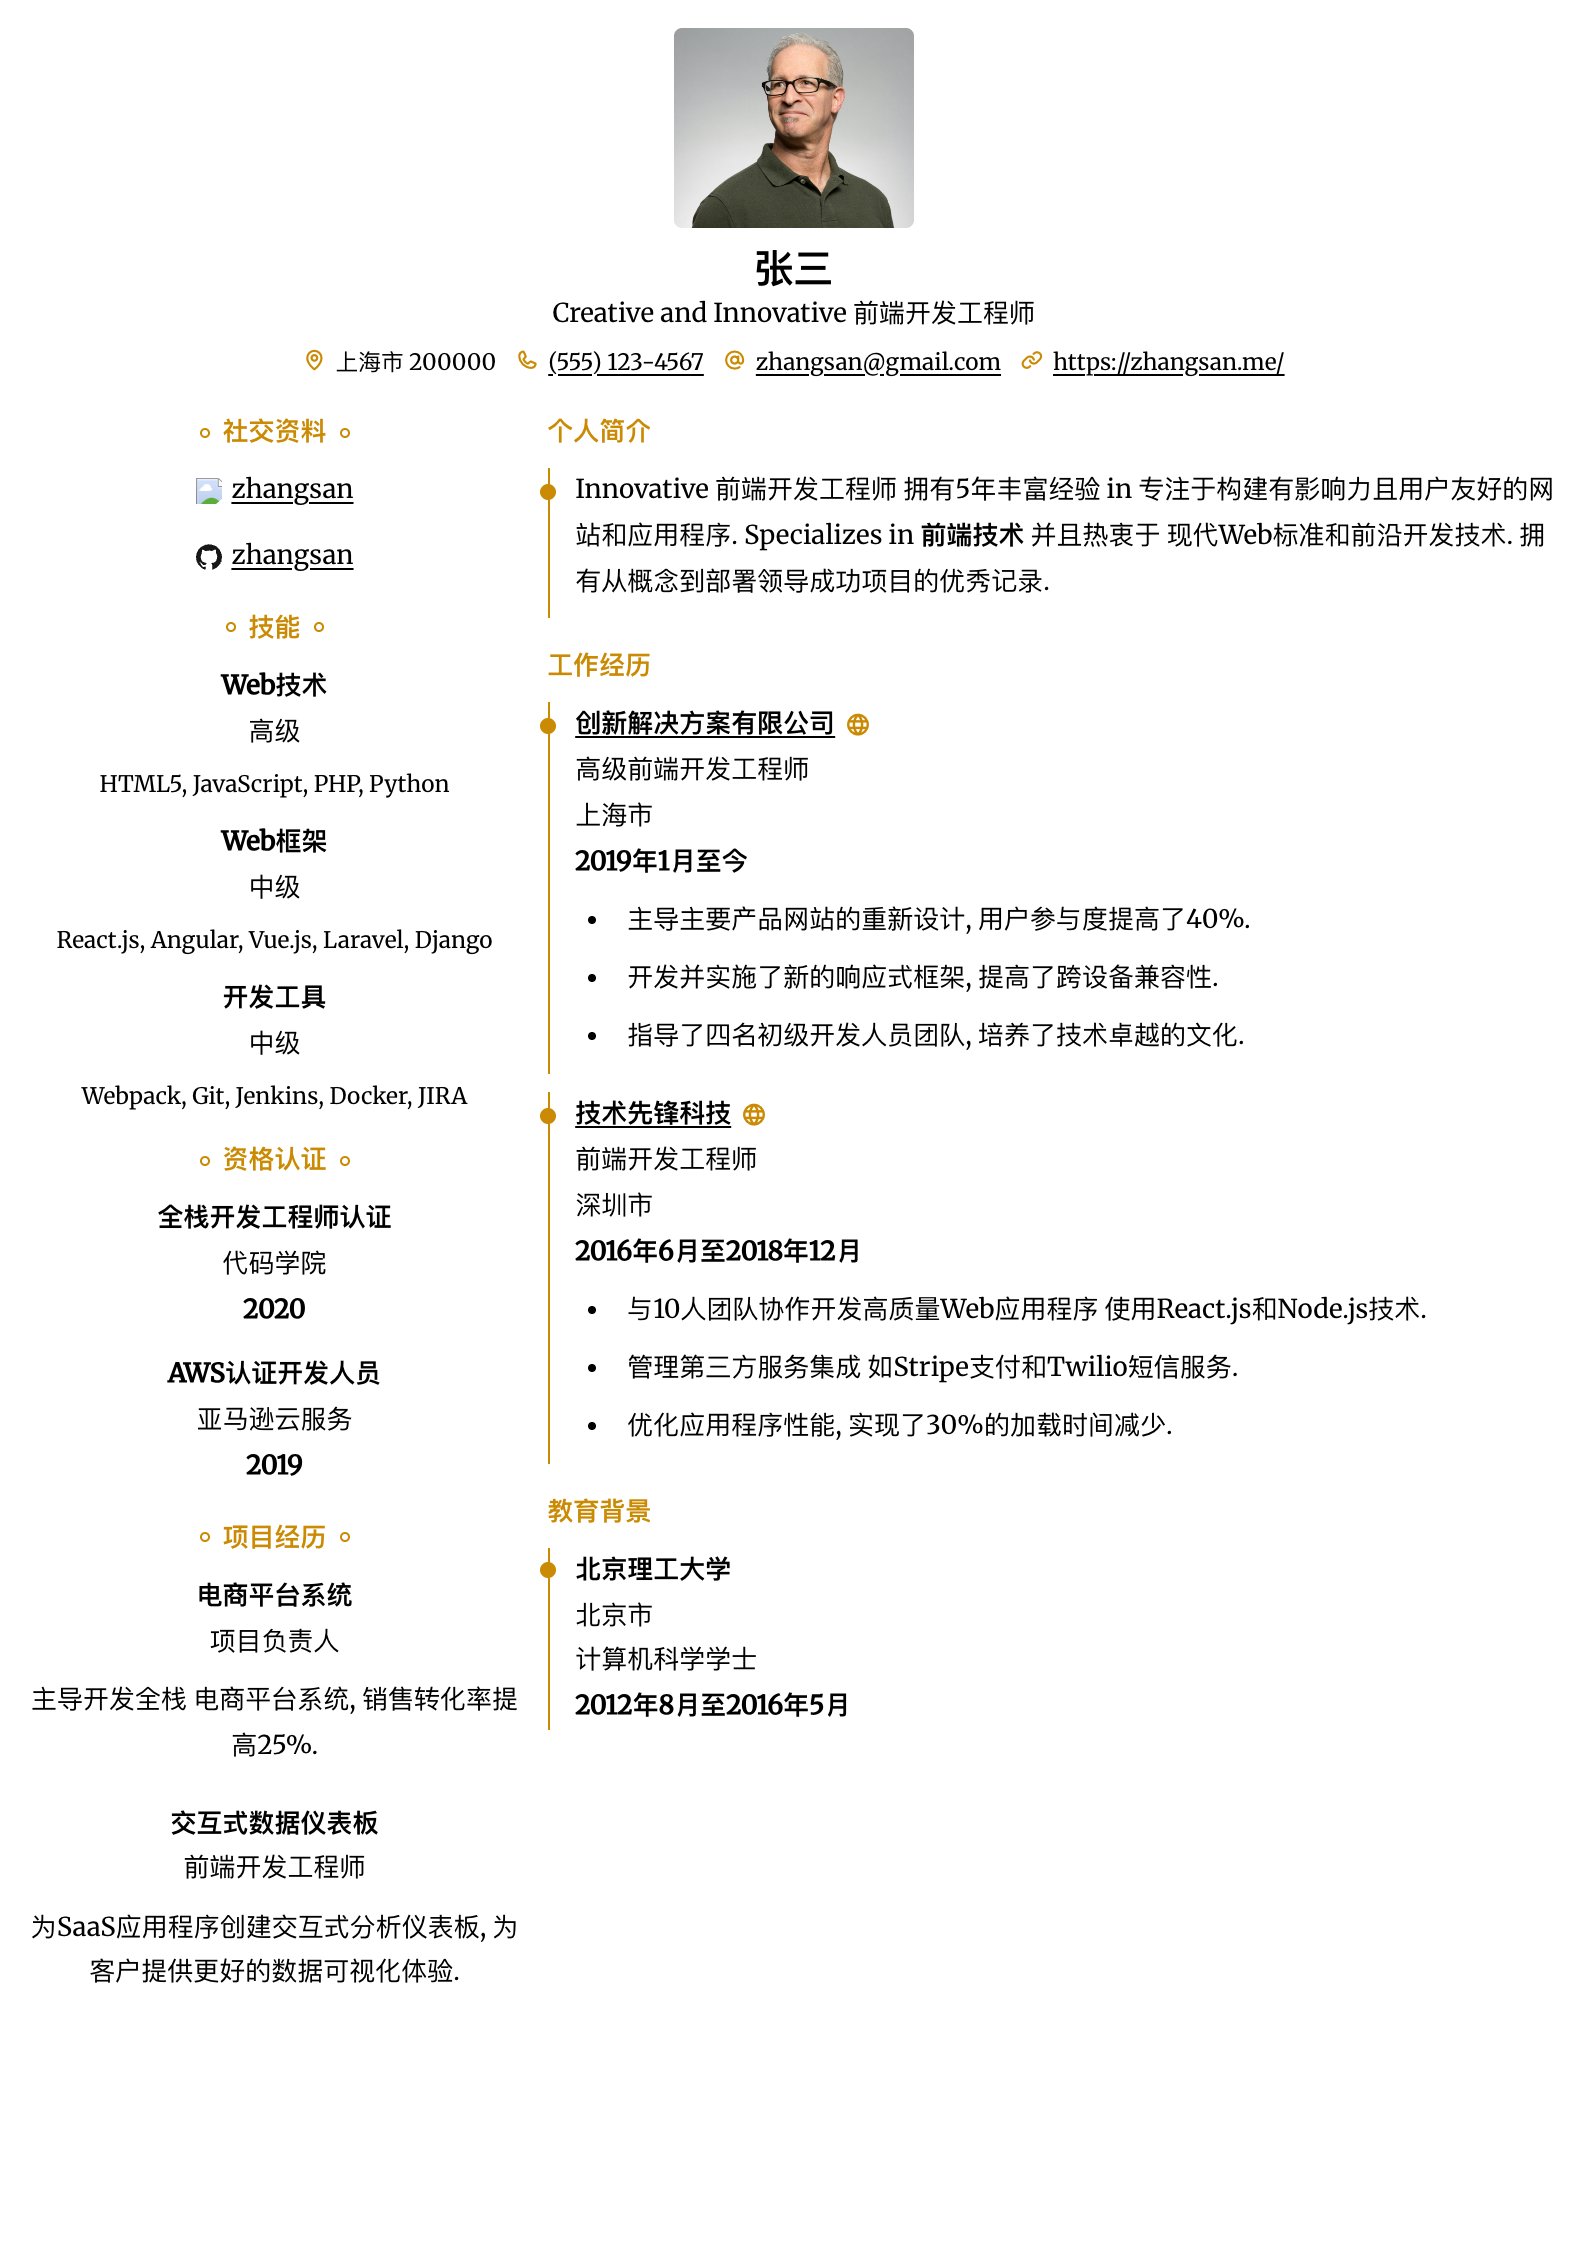 张三
Creative and Innovative 前端开发工程师
上海市 200000 (555) 123-4567 zhangsan@gmail.com https://zhangsan.me/
社交资料
zhangsan
zhangsan
技能
Web技术
高级
HTML5, JavaScript, PHP, Python
Web框架
中级
React.js, Angular, Vue.js, Laravel, Django
开发工具
中级
Webpack, Git, Jenkins, Docker, JIRA
资格认证
全栈开发工程师认证
代码学院
2020
AWS认证开发人员
亚马逊云服务
2019
项目经历
电商平台系统
项目负责人
主导开发全栈 电商平台系统, 销售转化率提
高25%.
交互式数据仪表板
前端开发工程师
为SaaS应用程序创建交互式分析仪表板, 为
客户提供更好的数据可视化体验.
个人简介
Innovative 前端开发工程师 拥有5年丰富经验 in 专注于构建有影响力且用户友好的网
站和应用程序. Specializes in 前端技术 并且热衷于 现代Web标准和前沿开发技术. 拥
有从概念到部署领导成功项目的优秀记录.
工作经历
创新解决方案有限公司
高级前端开发工程师
上海市
2019年1月至今
• 主导主要产品网站的重新设计, 用户参与度提高了40%.
• 开发并实施了新的响应式框架, 提高了跨设备兼容性.
• 指导了四名初级开发人员团队, 培养了技术卓越的文化.
技术先锋科技
前端开发工程师
深圳市
2016年6月至2018年12月
• 与10人团队协作开发高质量Web应用程序 使用React.js和Node.js技术.
• 管理第三方服务集成 如Stripe支付和Twilio短信服务.
• 优化应用程序性能, 实现了30%的加载时间减少.
教育背景
北京理工大学
北京市
计算机科学学士
2012年8月至2016年5月